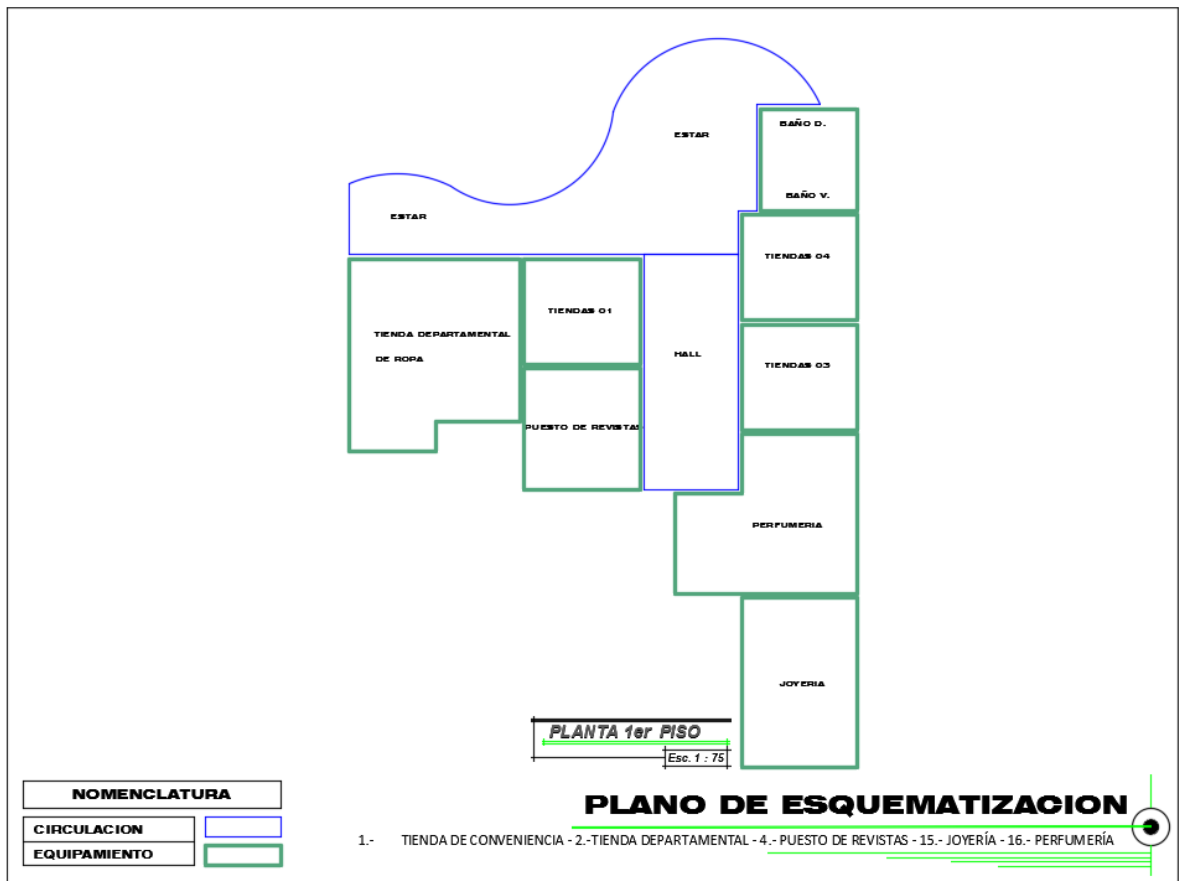 ESTAR
BAÑO D.
BAÑO V.
ESTAR
TIENDAS 04
TIENDAS 01
TIENDA DEPARTAMENTAL
DE ROPA
HALL
TIENDAS 03
PUESTO DE REVISTAS
PERFUMERIA
JOYERIA
PLANTA 1er PISO
Esc. 1 : 75
NOMENCLATURA
CIRCULACION
EQUIPAMIENTO
PLANO DE ESQUEMATIZACION
1.- TIENDA DE CONVENIENCIA - 2.-TIENDA DEPARTAMENTAL - 4.- PUESTO DE REVISTAS - 15.- JOYERÍA - 16.- PERFUMERÍA